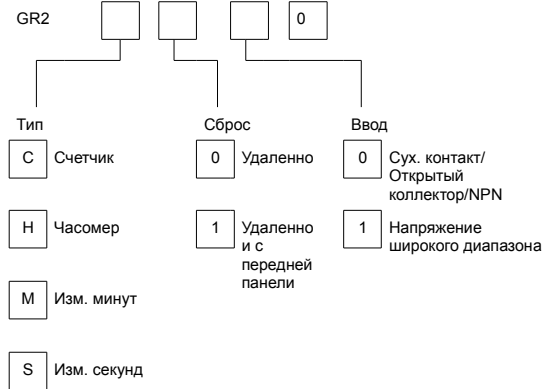 GR2 0
Тип Сброс Ввод
C Счетчик 0 Удаленно 0 Сух. контакт/
Открытый
коллектор/NPN
H Часомер 1 Удаленно 1 Напряжение
и с широкого диапазона
передней
панели
M Изм. минут
S Изм. секунд